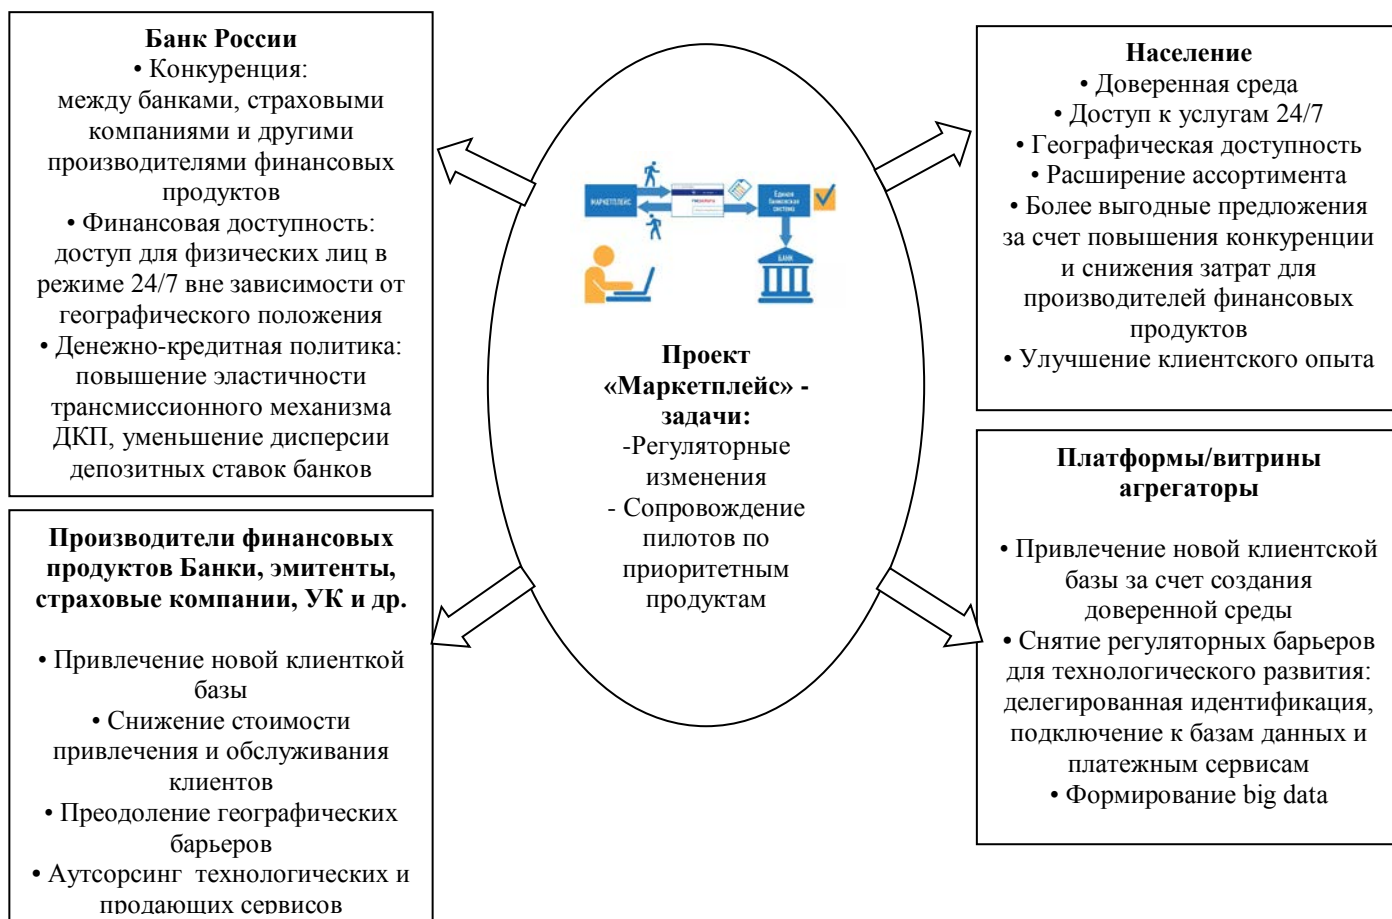 Банк России
• Конкуренция:
между банками, страховыми
компаниями и другими
производителями финансовых
продуктов
• Финансовая доступность:
доступ для физических лиц в
режиме 24/7 вне зависимости от
географического положения
• Денежно-кредитная политика:
повышение эластичности
трансмиссионного механизма
ДКП, уменьшение дисперсии
депозитных ставок банков
Производители финансовых
продуктов Банки, эмитенты,
страховые компании, УК и др.
• Привлечение новой клиенткой
базы
• Снижение стоимости
привлечения и обслуживания
клиентов
• Преодоление географических
барьеров
• Аутсорсинг технологических и
продающих сервисов
МАРКЕТПЛЕЙС
Единая
банковская
система
БАНК
Проект
«Маркетплейс» -
задачи:
-Регуляторные
изменения
- Сопровождение
пилотов по
приоритетным
продуктам
Население
• Доверенная среда
• Доступ к услугам 24/7
• Географическая доступность
• Расширение ассортимента
• Более выгодные предложения
за счет повышения конкуренции
и снижения затрат для
производителей финансовых
продуктов
• Улучшение клиентского опыта
Платформы/витрины
агрегаторы
• Привлечение новой клиентской
базы за счет создания
доверенной среды
• Снятие регуляторных барьеров
для технологического развития:
делегированная идентификация,
подключение к базам данных и
платежным сервисам
• Формирование big data